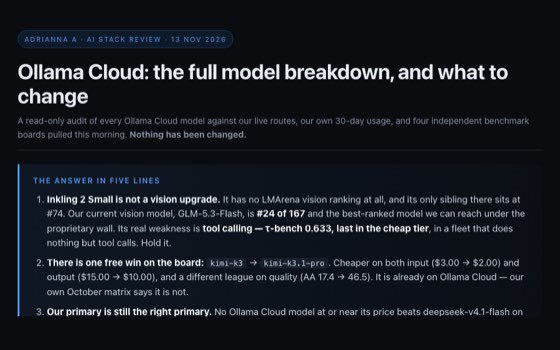 ADRIANNA A · AI STACK REVIEW · 13 NOV 2026
Ollama Cloud: the full model breakdown, and what to
change
A read-only audit of every Ollama Cloud model against our live routes, our own 30-day usage, and four independent benchmark
boards pulled this morning. Nothing has been changed.
THE ANSWER IN FIVE LINES
1. Inkling 2 Small is not a vision upgrade. It has no LMArena vision ranking at all, and its only sibling there sits at
#74. Our current vision model, GLM-5.3-Flash, is #24 of 167 and the best-ranked model we can reach under the
proprietary wall. Its real weakness is tool calling — τ-bench 0.633, last in the cheap tier, in a fleet that does
nothing but tool calls. Hold it.
2. There is one free win on the board: kimi-k3 → kimi-k3.1-pro. Cheaper on both input ($3.00 → $2.00) and
output ($15.00 → $10.00), and a different league on quality (AA 17.4 → 46.5). It is already on Ollama Cloud — our
own October matrix says it is not.
3. Our primary is still the right primary. No Ollama Cloud model at or near its price beats deepseek-v4.1-flash on